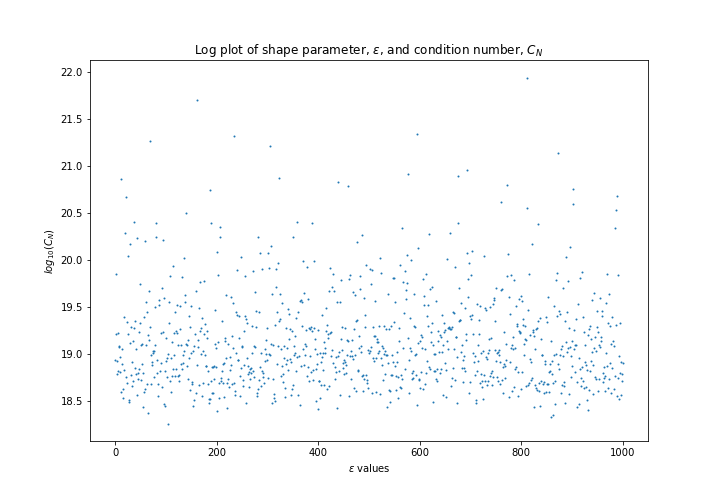 Log plot of shape parameter, ε, and condition number, C_N
22.0
21.5
21.0
20.5
20.0
19.5
19.0
18.5
log₁₀(C_N)
0 200 400 600 800 1000
ε values